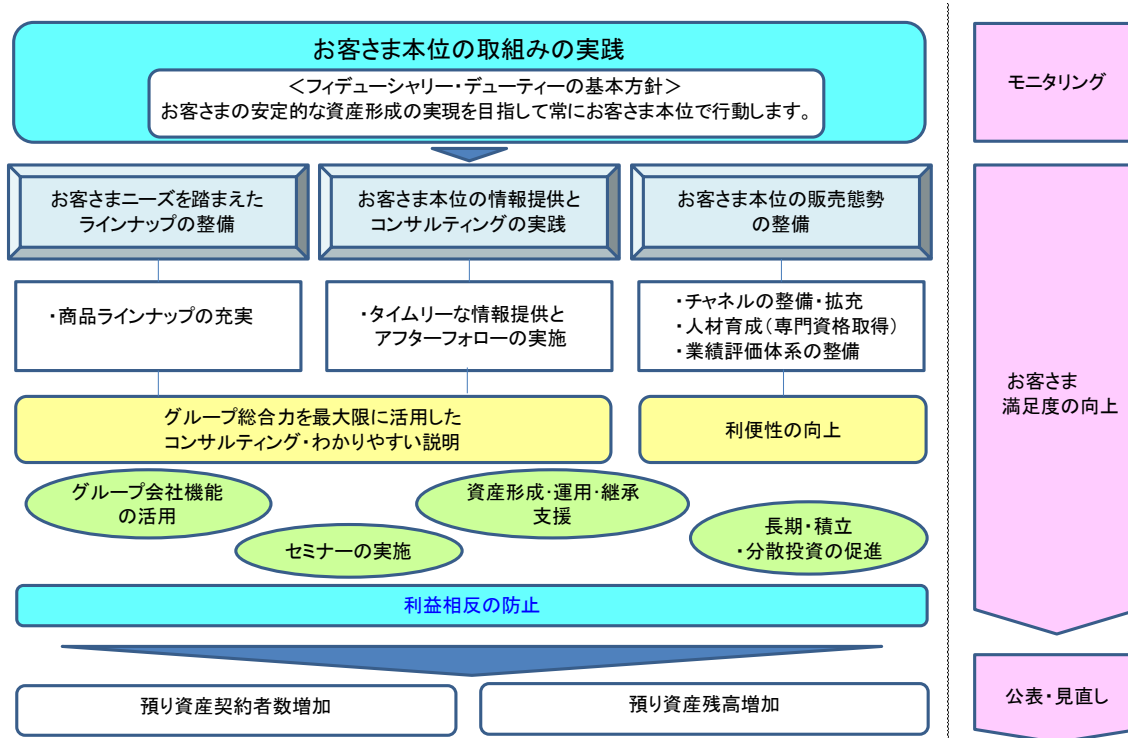 お客さま本位の取組みの実践
＜フィデューシャリー・デューティーの基本方針＞
お客さまの安定的な資産形成の実現を目指して常にお客さま本位で行動します。
お客さまニーズを踏まえた
ラインナップの整備
お客さま本位の情報提供と
コンサルティングの実践
お客さま本位の販売態勢
の整備
・商品ラインナップの充実
・タイムリーな情報提供と
アフターフォローの実施
・チャネルの整備・拡充
・人材育成（専門資格取得）
・業績評価体系の整備
グループ総合力を最大限に活用した
コンサルティング・わかりやすい説明
利便性の向上
グループ会社機能
の活用
セミナーの実施
資産形成・運用・継承
支援
長期・積立
・分散投資の促進
利益相反の防止
預り資産契約者数増加
預り資産残高増加
モニタリング
お客さま
満足度の向上
公表・見直し